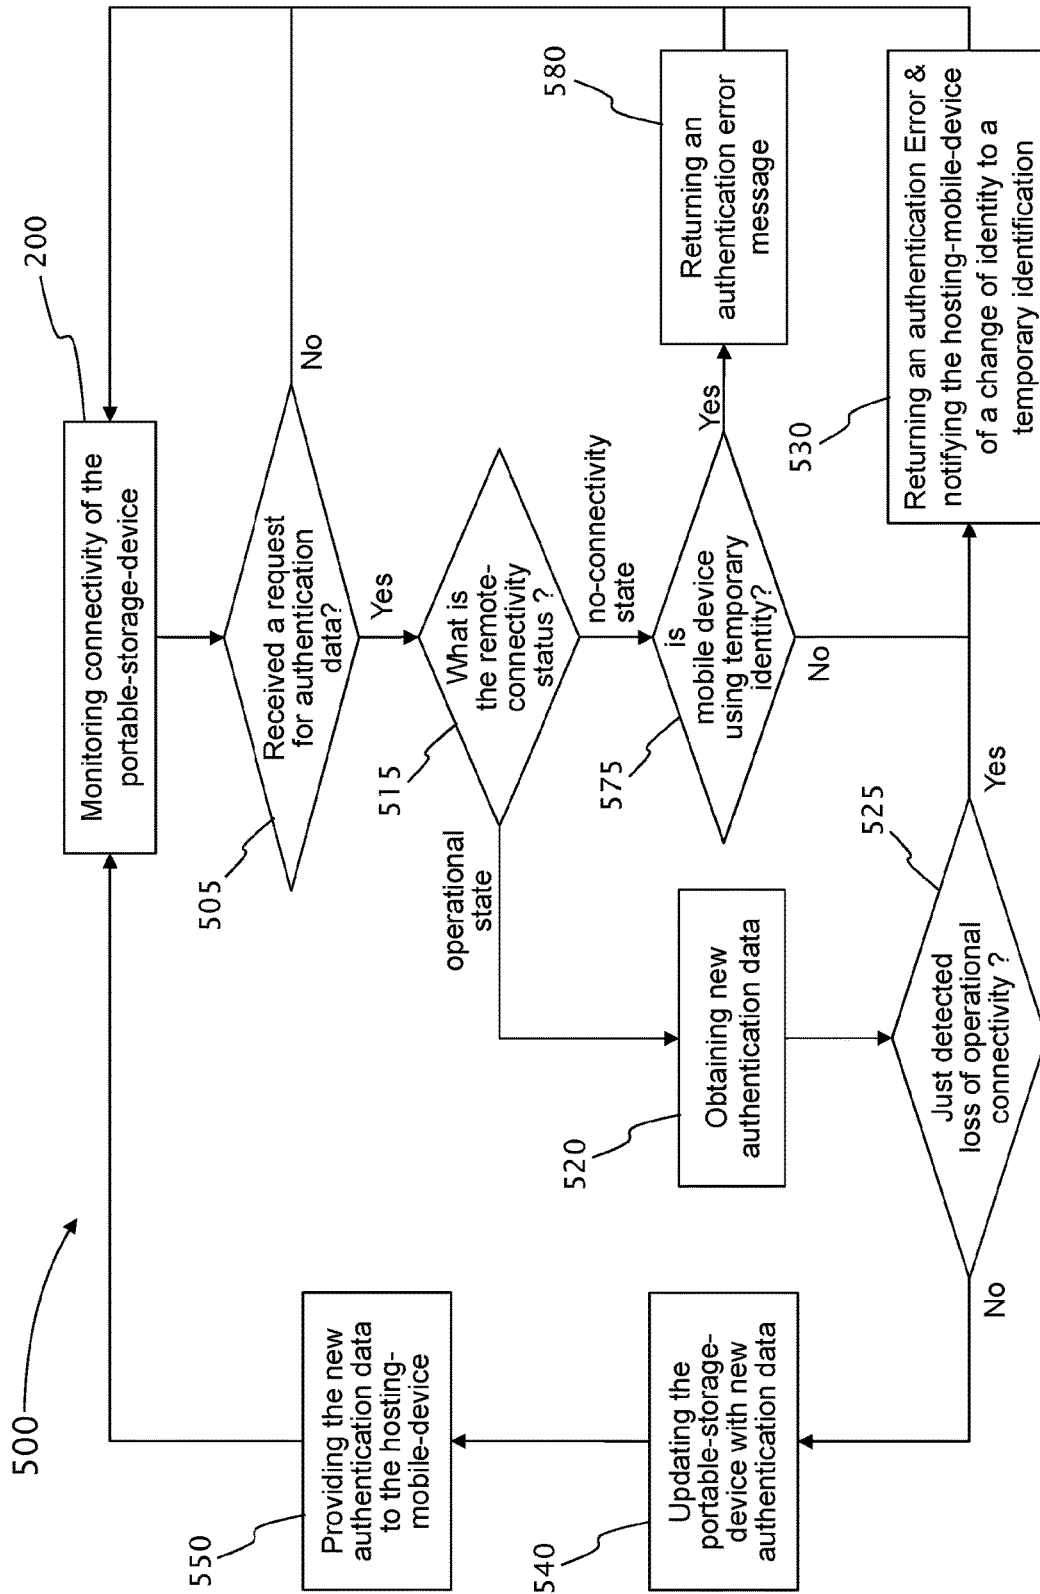 500
200
Monitoring connectivity of the
portable-storage-device
505
Received a request
for authentication
data?
No
Yes
515
What is
the remote-
connectivity
status ?
operational
state
no-connectivity
state
575
is
mobile device
using temporary
identity?
Yes
No
580
Returning an
authentication error
message
520
Obtaining new
authentication data
525
Just detected
loss of operational
connectivity ?
Yes
No
530
Returning an authentication Error &
notifying the hosting-mobile-device
of a change of identity to a
temporary identification
540
Updating the
portable-storage-
device with new
authentication data
550
Providing the new
authentication data
to the hosting-
mobile-device